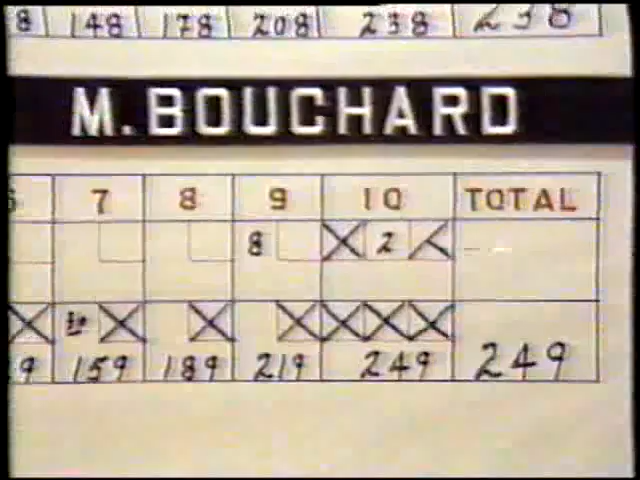 8 148 178 208 238 238
M. BOUCHARD
7 8 9 10 TOTAL
8 X 2
X X X X X X X
9 159 189 219 249 249